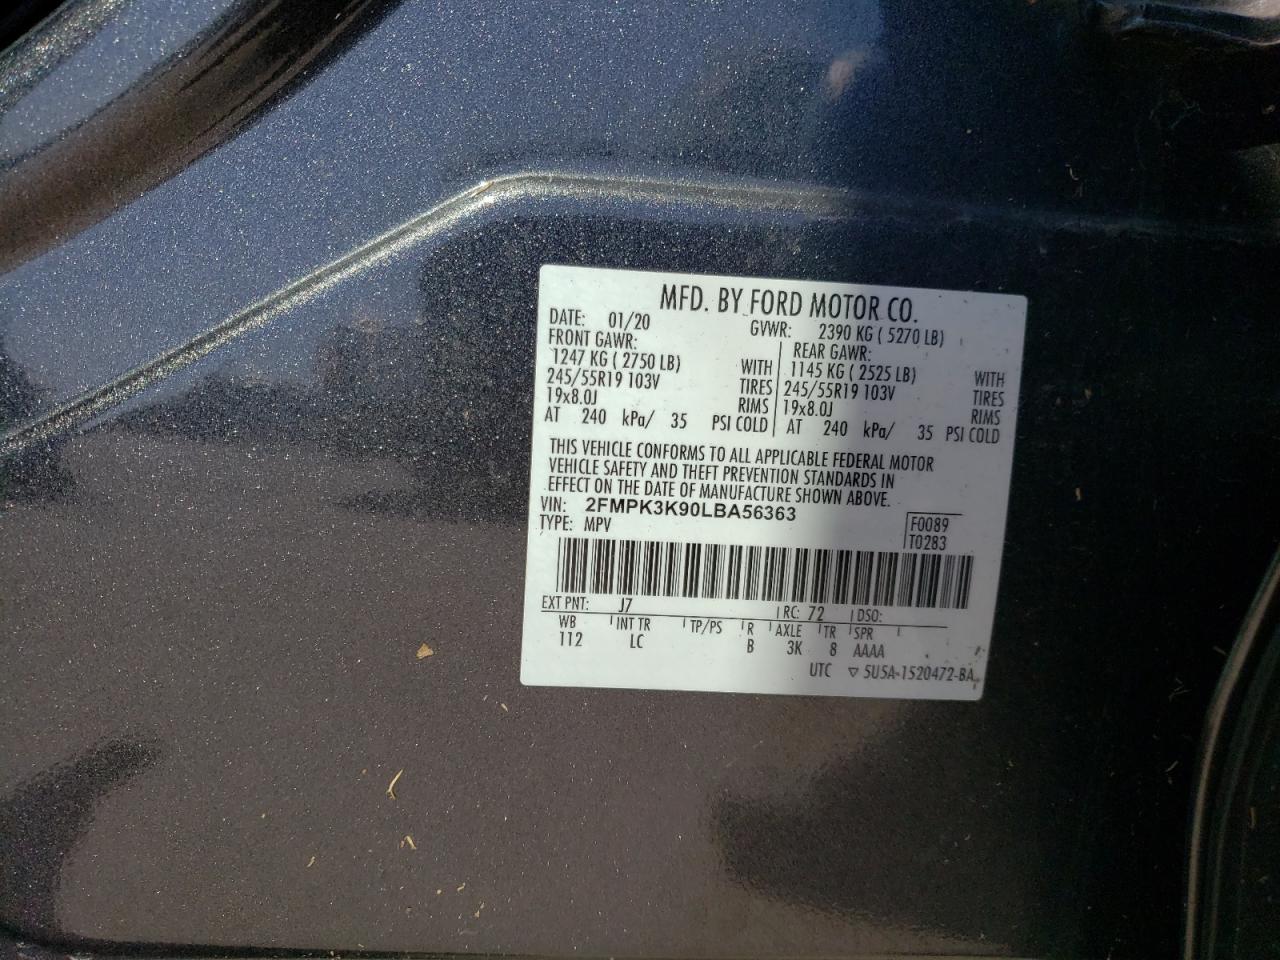 MFD. BY FORD MOTOR CO.
DATE: 01/20 GVWR: 2390 KG ( 5270 LB)
FRONT GAWR: REAR GAWR:
1247 KG ( 2750 LB) WITH 1145 KG ( 2525 LB) WITH
245/55R19 103V TIRES 245/55R19 103V TIRES
19x8.0J RIMS 19x8.0J RIMS
AT 240 kPa/ 35 PSI COLD AT 240 kPa/ 35 PSI COLD
THIS VEHICLE CONFORMS TO ALL APPLICABLE FEDERAL MOTOR
VEHICLE SAFETY AND THEFT PREVENTION STANDARDS IN
EFFECT ON THE DATE OF MANUFACTURE SHOWN ABOVE.
VIN: 2FMPK3K90LBA56363
TYPE: MPV F0089
T0283
EXT PNT: J7 RC: 72 DSO:
WB INT TR TP/PS R AXLE TR SPR
112 LC B 3K 8 AAAA
UTC ▽ 5U5A-1520472-BA